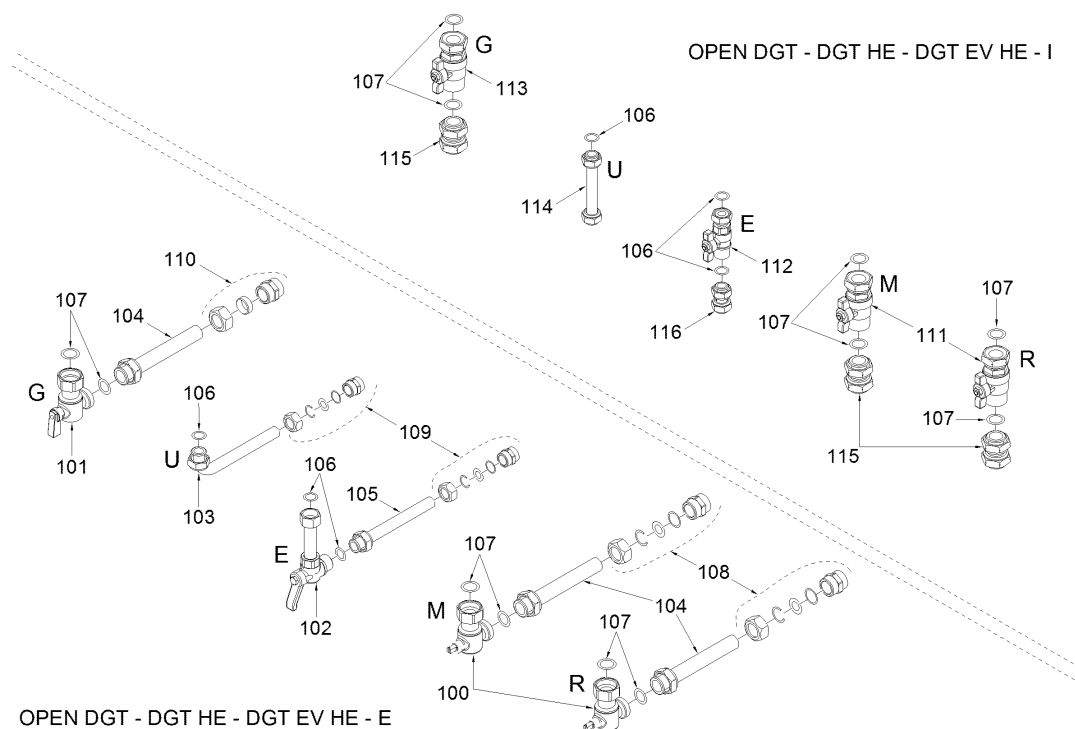 G
OPEN DGT - DGT HE - DGT EV HE - I
107
113
106
115
U
114
E
106
112
110
M
107
116
107
104
107
111
R
G
106
107
109
115
U
101
106
105
103
E
107
108
M
104
102
107
R
100
OPEN DGT - DGT HE - DGT EV HE - E